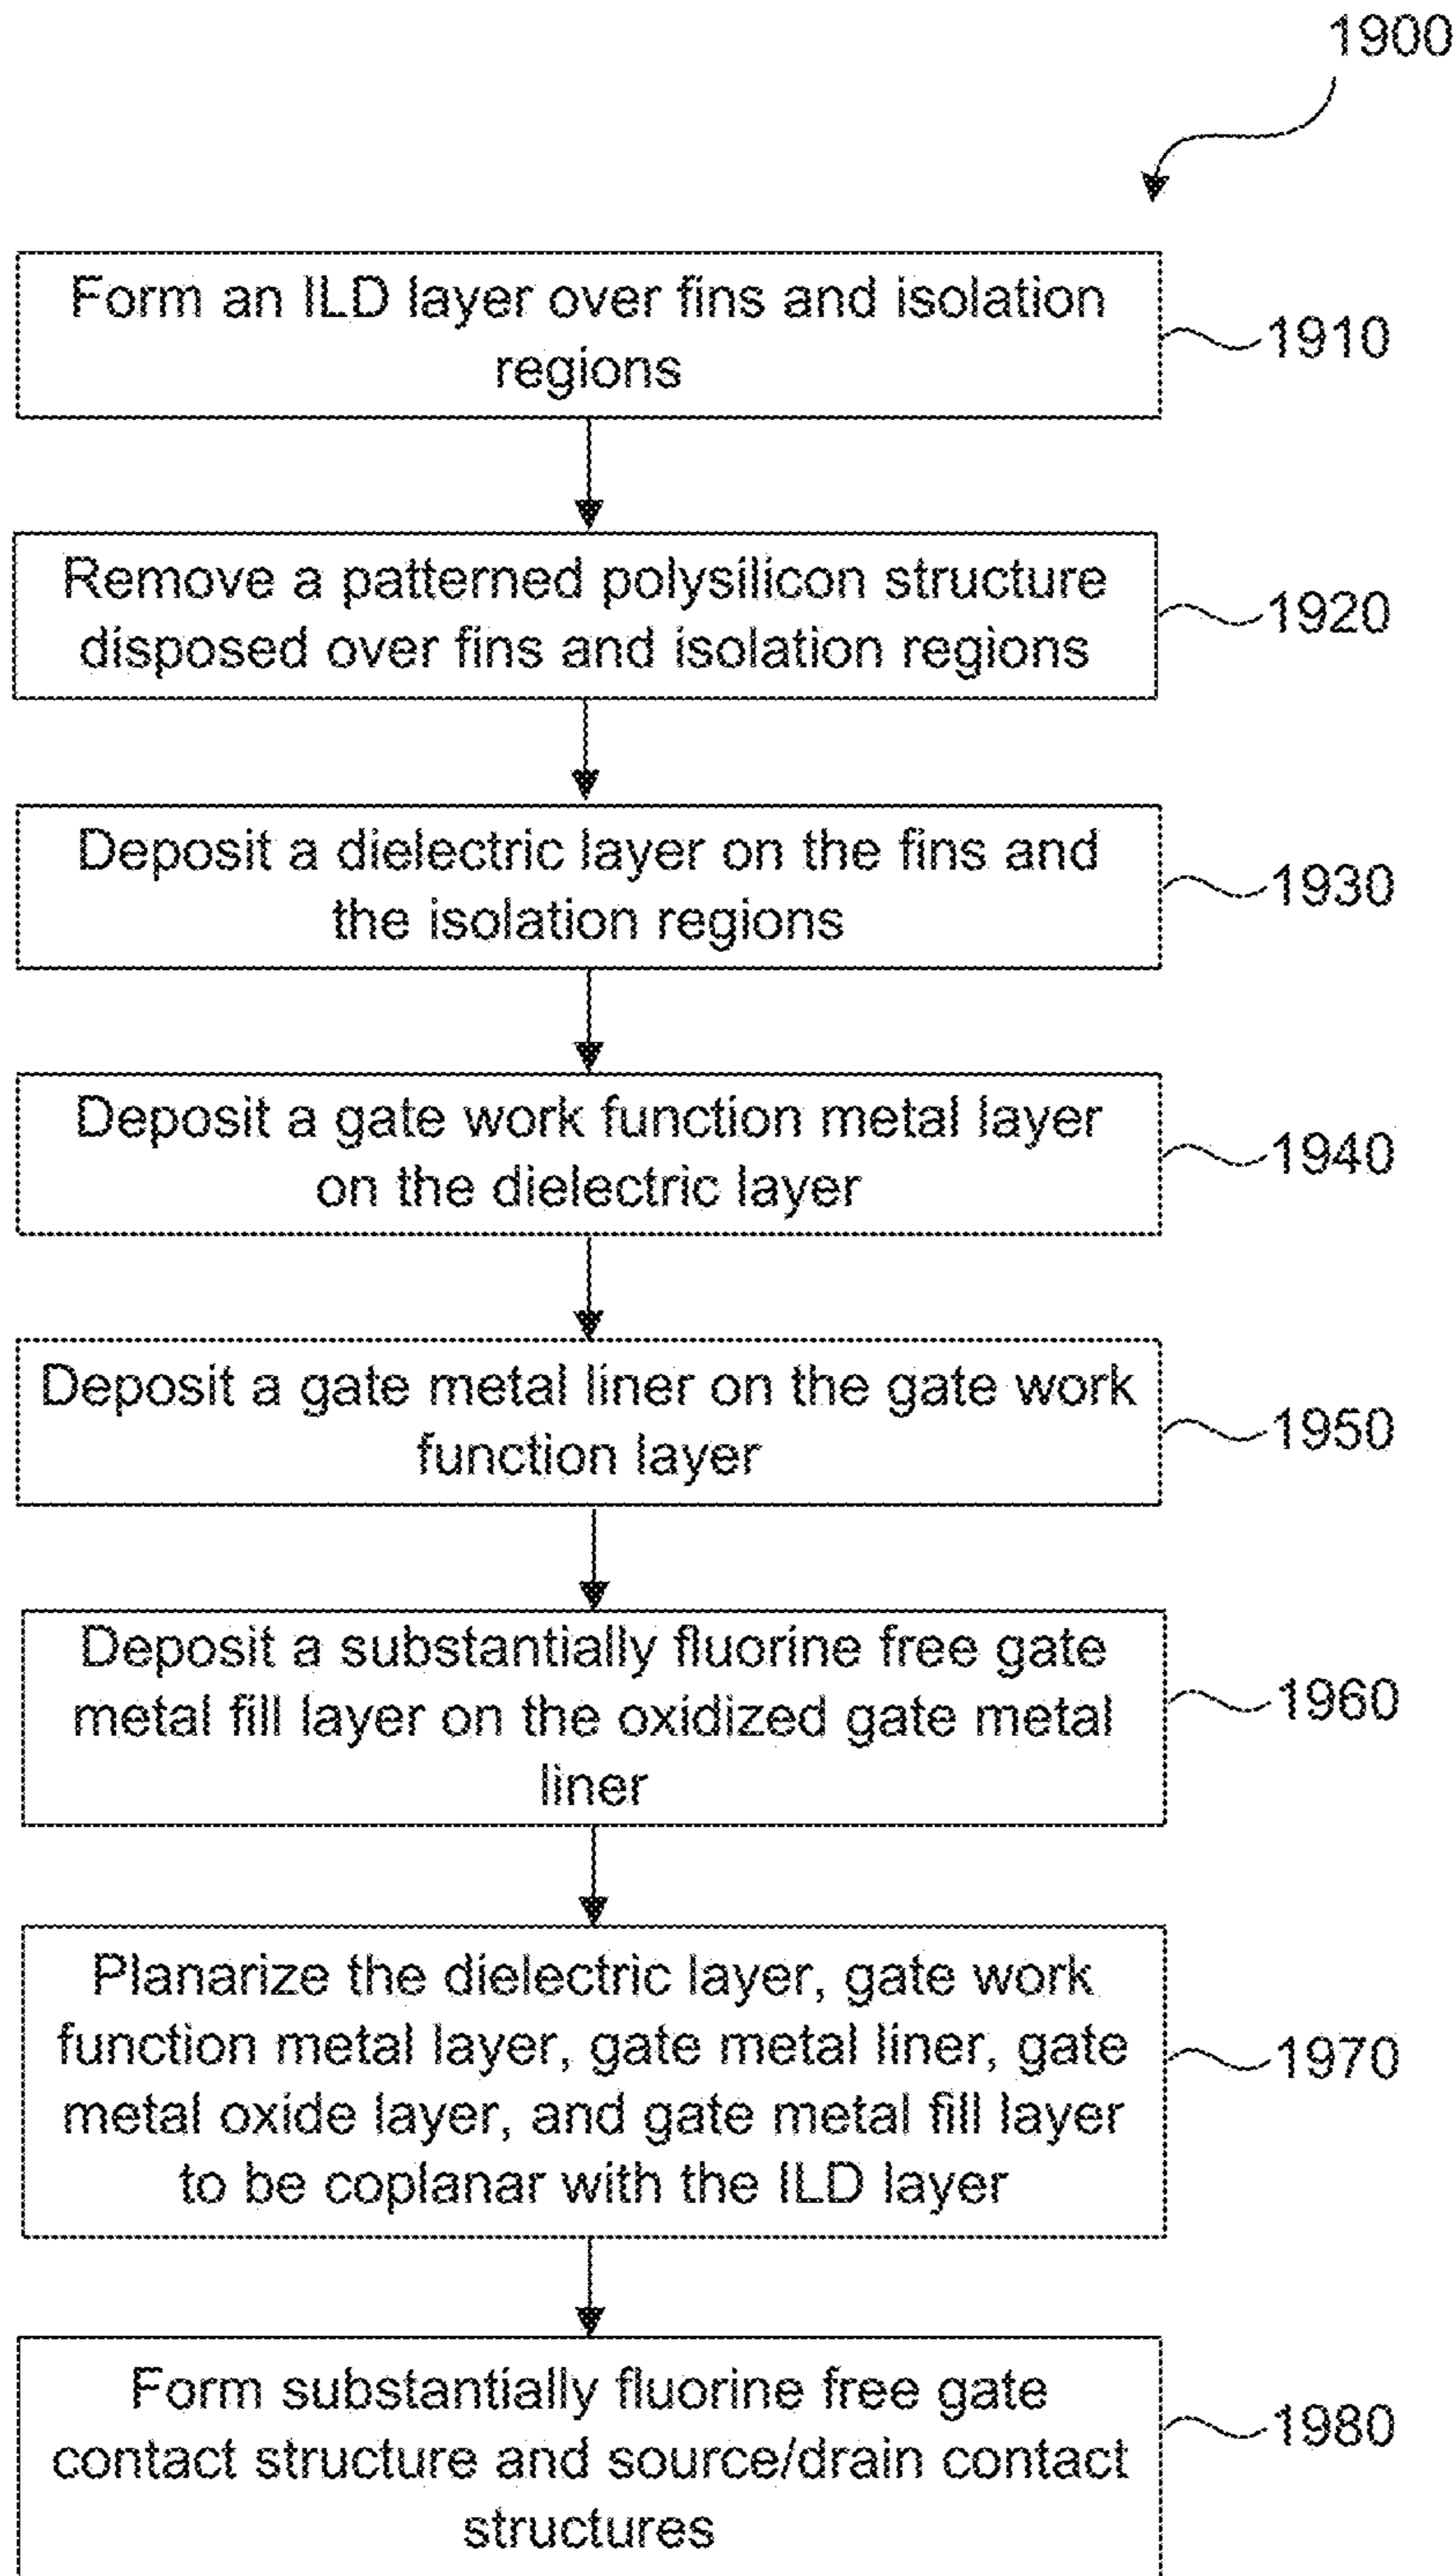 1900
Form an ILD layer over fins and isolation
regions
1910
Remove a patterned polysilicon structure
disposed over fins and isolation regions
1920
Deposit a dielectric layer on the fins and
the isolation regions
1930
Deposit a gate work function metal layer
on the dielectric layer
1940
Deposit a gate metal liner on the gate work
function layer
1950
Deposit a substantially fluorine free gate
metal fill layer on the oxidized gate metal
liner
1960
Planarize the dielectric layer, gate work
function metal layer, gate metal liner, gate
metal oxide layer, and gate metal fill layer
to be coplanar with the ILD layer
1970
Form substantially fluorine free gate
contact structure and source/drain contact
structures
1980